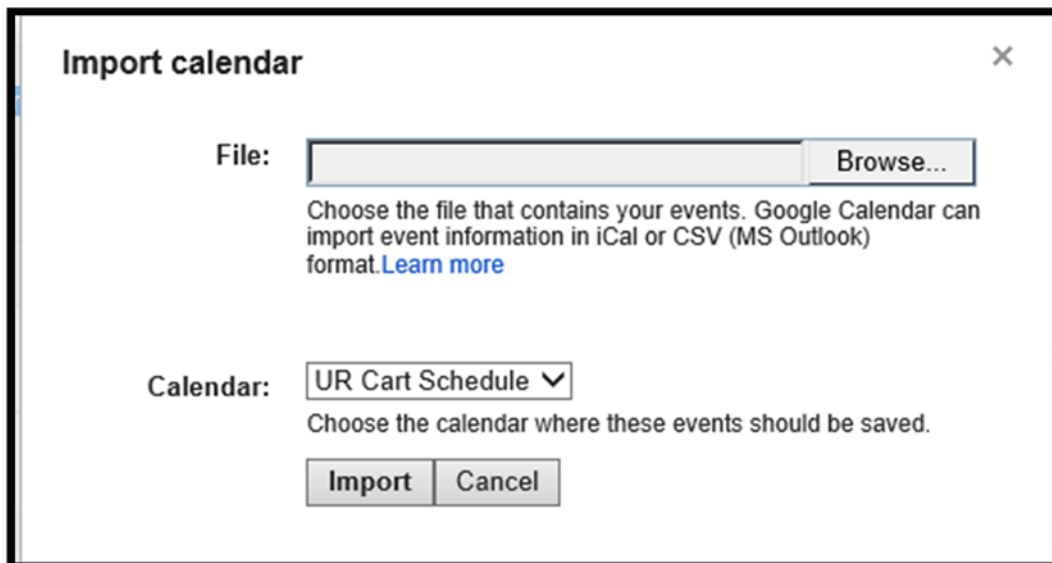 Import calendar ×
File: Browse...
Choose the file that contains your events. Google Calendar can
import event information in iCal or CSV (MS Outlook)
format.Learn more
Calendar: UR Cart Schedule
Choose the calendar where these events should be saved.
Import Cancel